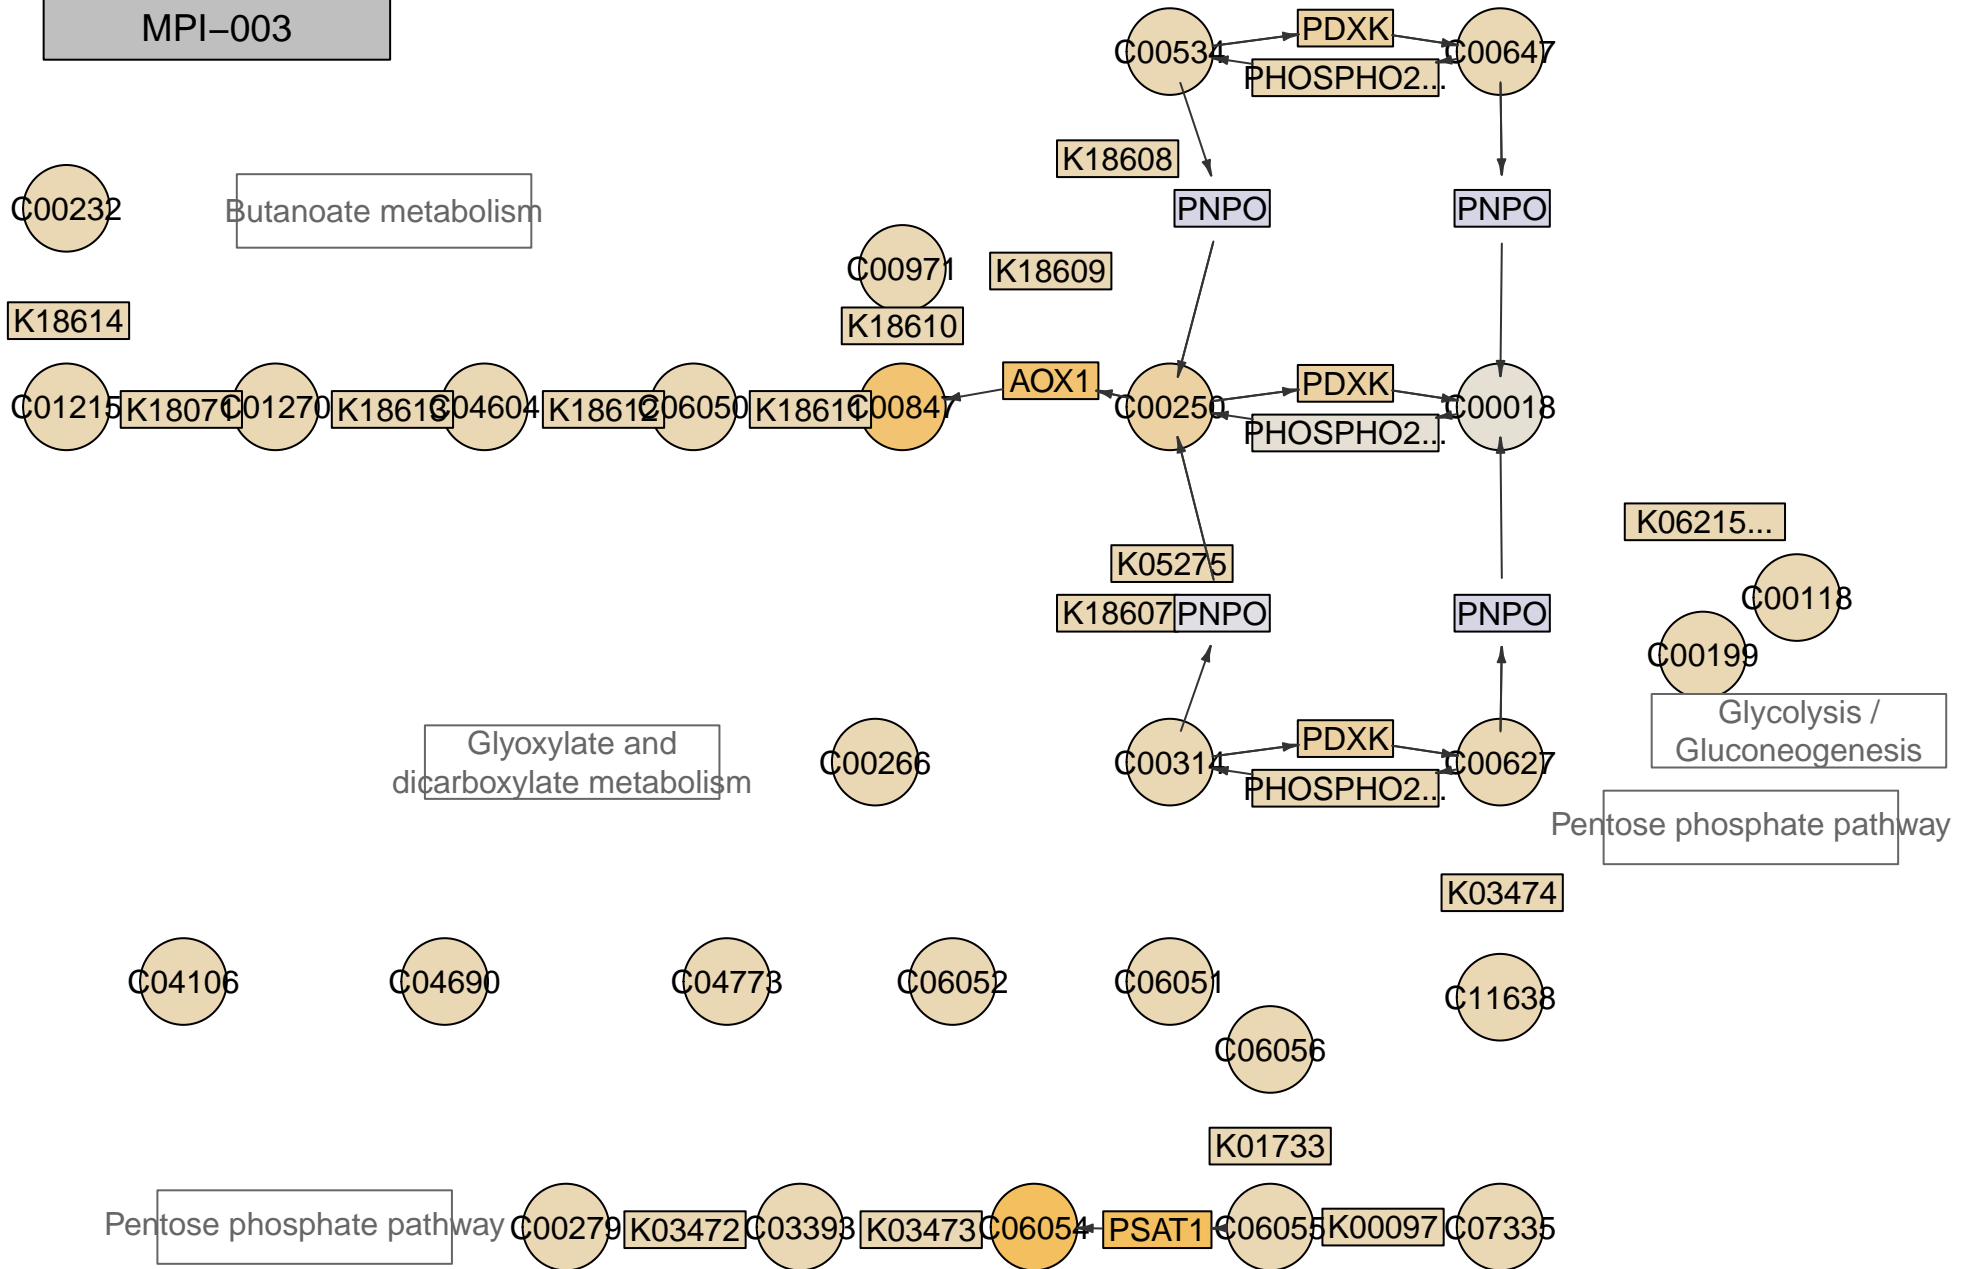 MPI−003
C00534
PDXK
C00647
PHOSPHO2...
K18608
C00232
Butanoate metabolism
PNPO
PNPO
C00971
K18609
K18614
K18610
AOX1
PDXK
C01215
K18071
C01270
K18613
C04604
K18612
C06050
K18611
C00847
C00250
PHOSPHO2...
C00018
K06215...
K05275
C00118
K18607
PNPO
PNPO
C00199
Glycolysis /
Gluconeogenesis
Glyoxylate and
dicarboxylate metabolism
C00266
C00314
PDXK
PHOSPHO2...
C00627
Pentose phosphate pathway
K03474
C04106
C04690
C04773
C06052
C06051
C11638
C06056
K01733
Pentose phosphate pathway
C00279
K03472
C03393
K03473
C06054
PSAT1
C06055
K00097
C07335